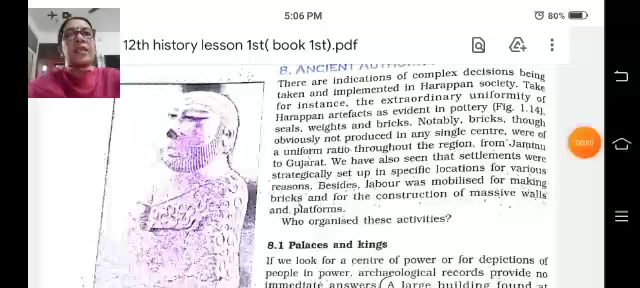 5:06 PM
80%
12th history lesson 1st( book 1st).pdf
8. ANCIENT
There are indications of complex decisions being
taken and implemented in Harappan society. Take
for instance, the extraordinary uniformity of
Harappan artefacts as evident in pottery (Fig. 1.14),
seals, weights and bricks. Notably, bricks, though
obviously not produced in any single centre, were of
a uniform ratio throughout the region, from Jammu
to Gujarat. We have also seen that settlements were
strategically set up in specific locations for various
reasons. Besides, labour was mobilised for making
bricks and for the construction of massive walls
and platforms.
Who organised these activities?
8.1 Palaces and kings
If we look for a centre of power or for depictions of
people in power, archaeological records provide no
immediate answers. A large building found at
00:00